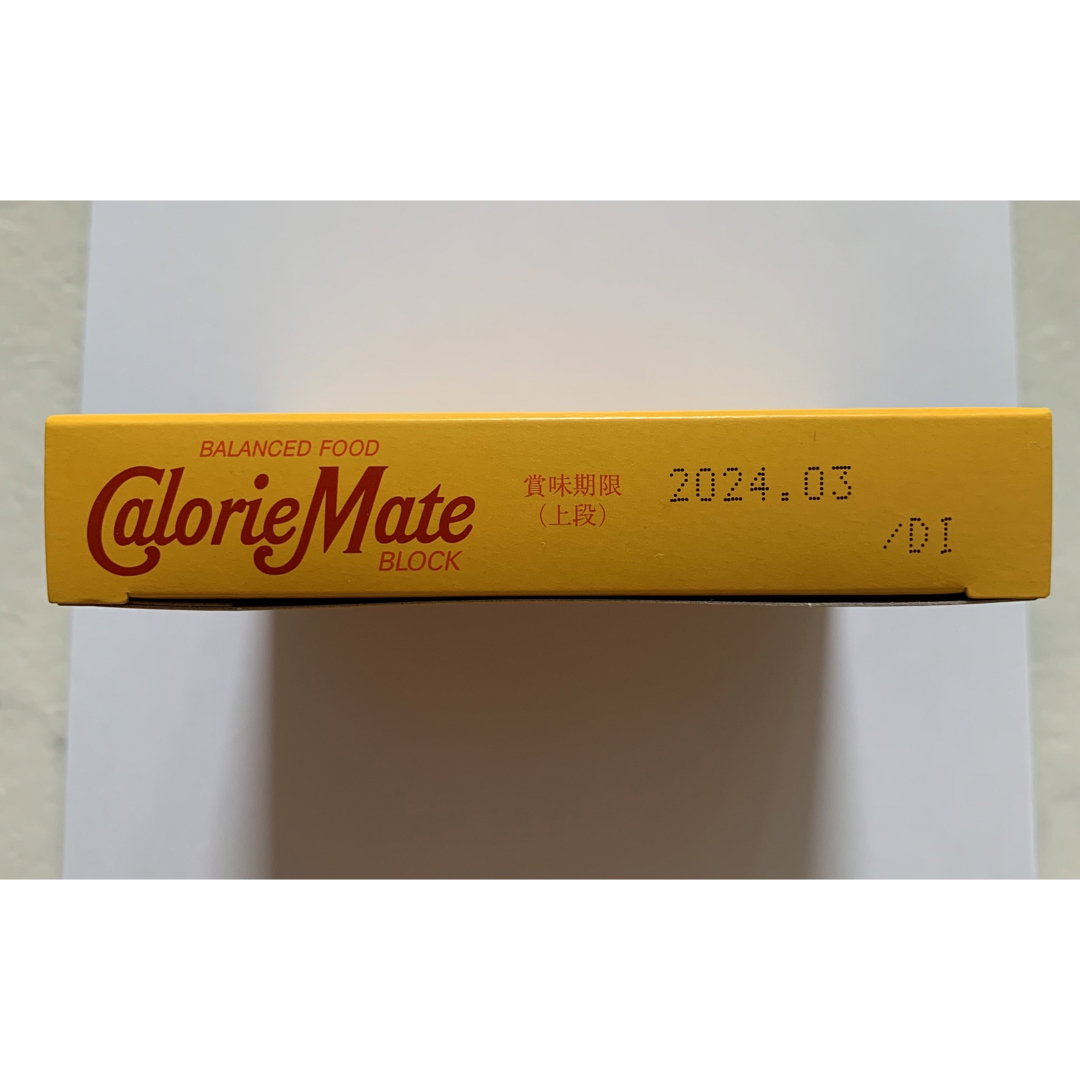 BALANCED FOOD
CalorieMate
BLOCK
賞味期限
（上段）
2024.03
/DI